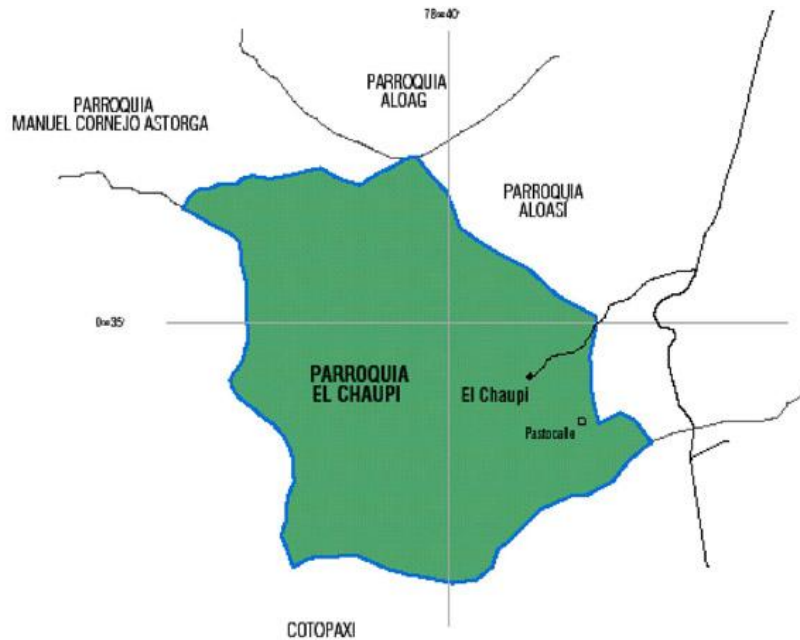 78°40'
PARROQUIA
ALOAG
PARROQUIA
MANUEL CORNEJO ASTORGA
PARROQUIA
ALOASÍ
0°35'
PARROQUIA
EL CHAUPI
El Chaupi
Pastocalle
COTOPAXI